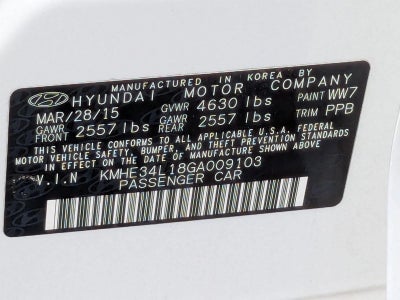 MANUFACTURED IN KOREA BY
HYUNDAI MOTOR COMPANY
MAR/28/15 GVWR 4630 lbs PAINT WW7
GAWR FRONT 2557 lbs GAWR REAR 2557 lbs TRIM PPB
THIS VEHICLE CONFORMS TO ALL APPLICABLE U.S.A. FEDERAL
MOTOR VEHICLE SAFETY, BUMPER, AND THEFT PREVENTION STANDARDS
IN EFFECT ON THE DATE OF MANUFACTURE SHOWN ABOVE.
V.I.N KMHE34L18GA009103
PASSENGER CAR